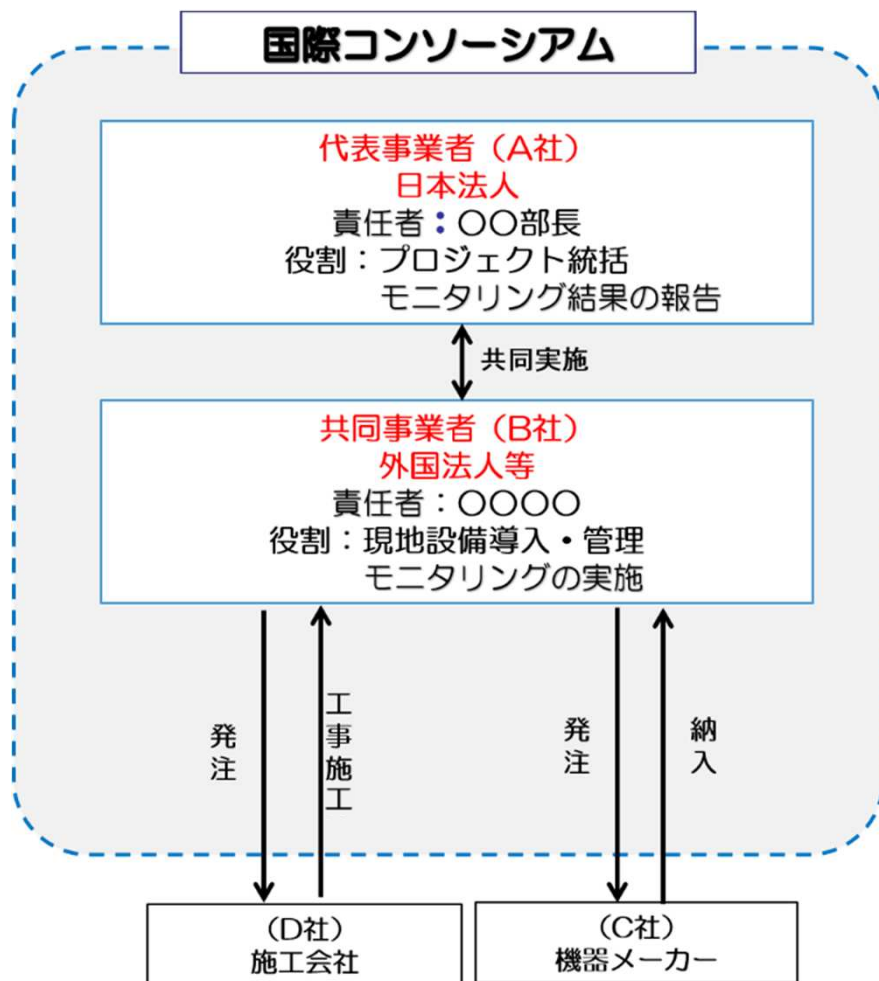 国際コンソーシアム
代表事業者（A社）
日本法人
責任者：〇〇部長
役割：プロジェクト統括
モニタリング結果の報告
共同実施
共同事業者（B社）
外国法人等
責任者：〇〇〇〇
役割：現地設備導入・管理
モニタリングの実施
発注
工事施工
発注
納入
（D社）
施工会社
（C社）
機器メーカー